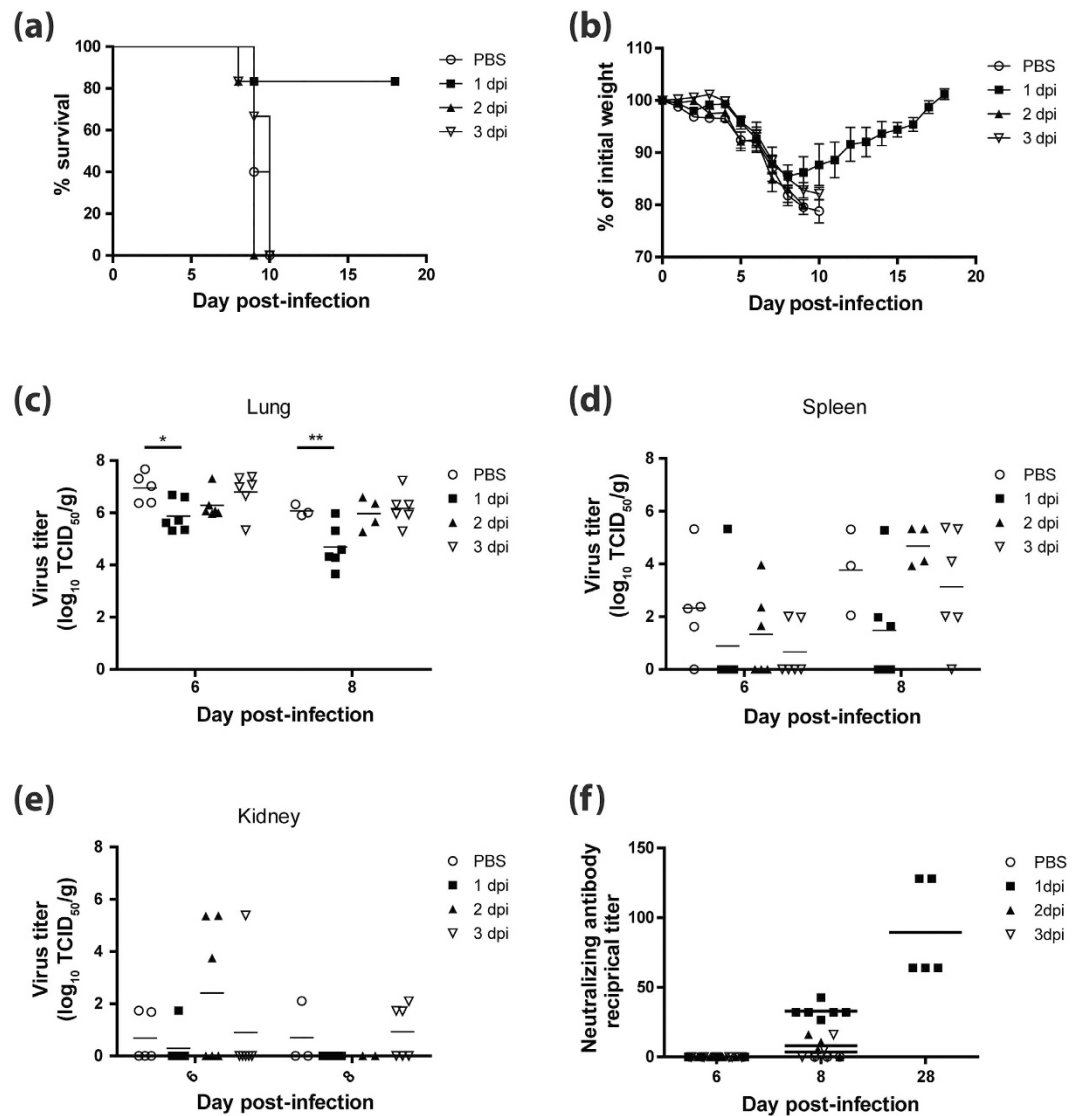 (a)
100
80
60
40
20
0
% survival
0 5 10 15 20
Day post-infection
PBS
1 dpi
2 dpi
3 dpi
(b)
110
100
90
80
70
% of initial weight
0 5 10 15 20
Day post-infection
PBS
1 dpi
2 dpi
3 dpi
(c)
Lung
8
6
4
2
0
Virus titer
(log10 TCID50/g)
* **
6 8
Day post-infection
PBS
1 dpi
2 dpi
3 dpi
(d)
Spleen
8
6
4
2
0
Virus titer
(log10 TCID50/g)
6 8
Day post-infection
PBS
1 dpi
2 dpi
3 dpi
(e)
Kidney
8
6
4
2
0
Virus titer
(log10 TCID50/g)
6 8
Day post-infection
PBS
1 dpi
2 dpi
3 dpi
(f)
150
100
50
0
Neutralizing antibody
reciprical titer
6 8 28
Day post-infection
PBS
1dpi
2dpi
3dpi